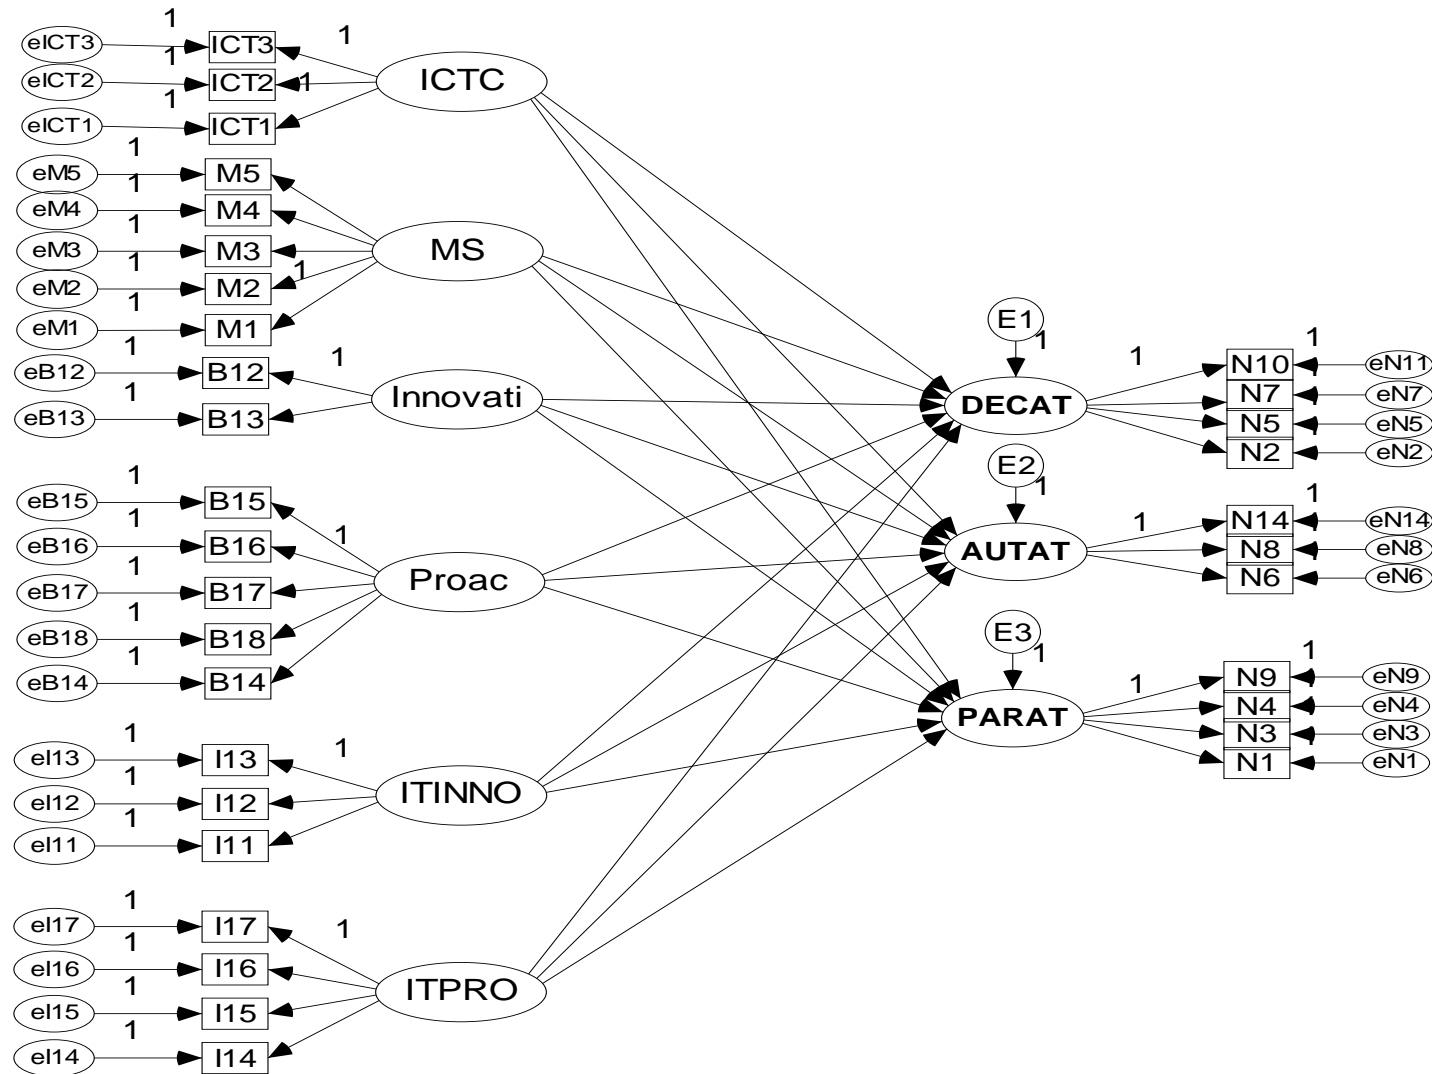 1
eICT3 ICT3 1
1
eICT2 ICT2 1 ICTC
1
eICT1 ICT1
1
eM5 M5
1
eM4 M4
1
eM3 M3 MS
1
eM2 M2 1
1
eM1 M1
1
eB12 B12 1
1
eB13 B13 Innovati
1
eB15 B15
1
eB16 B16 1
1
eB17 B17 Proac
1
eB18 B18
1
eB14 B14
1
eI13 I13 1
1
eI12 I12 ITINNO
1
eI11 I11
1
eI17 I17 1
1
eI16 I16
1
eI15 I15 ITPRO
1
eI14 I14
E1
1
DECAT
1
N10 1 eN11
N7 1 eN7
N5 1 eN5
N2 eN2
E2
1
AUTAT
1
N14 1 eN14
N8 eN8
N6 eN6
E3
1
PARAT
1
N9 1 eN9
N4 eN4
N3 eN3
N1 eN1